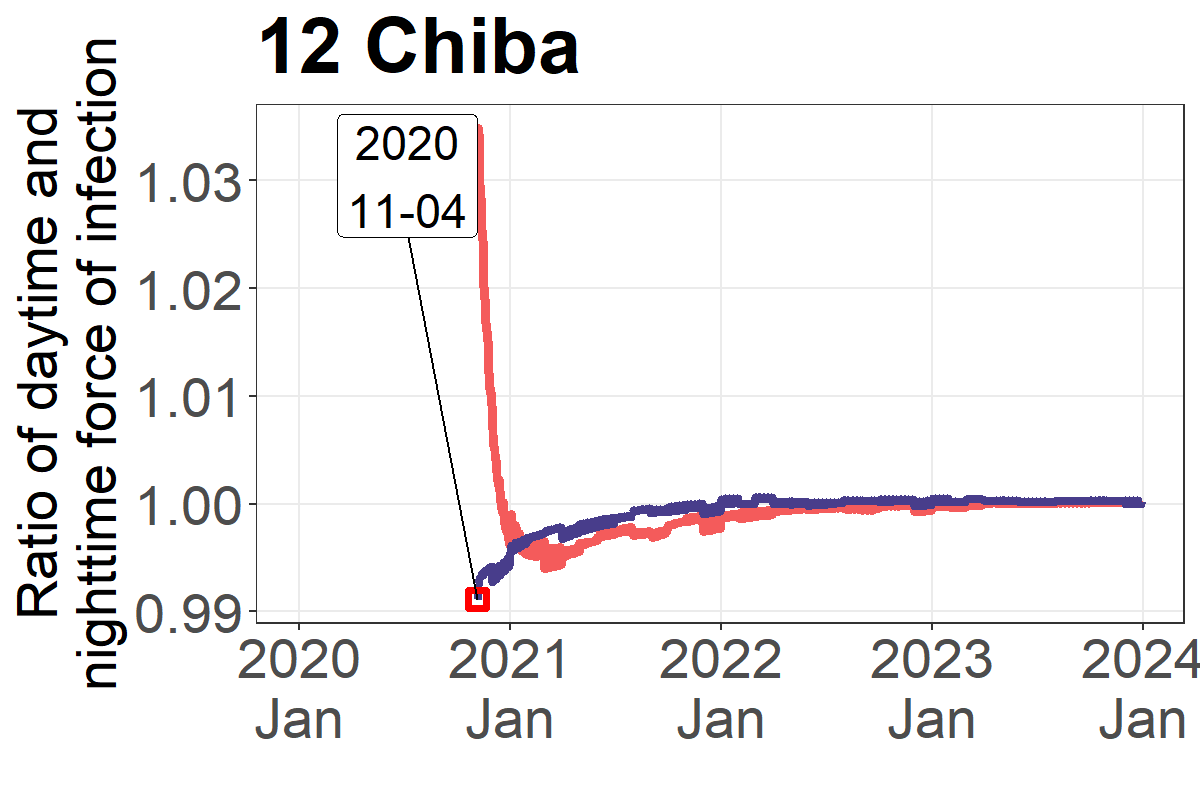 12 Chiba
Ratio of daytime and
nighttime force of infection
1.03
1.02
1.01
1.00
0.99
2020
11-04
2020 2021 2022 2023 2024
Jan Jan Jan Jan Jan